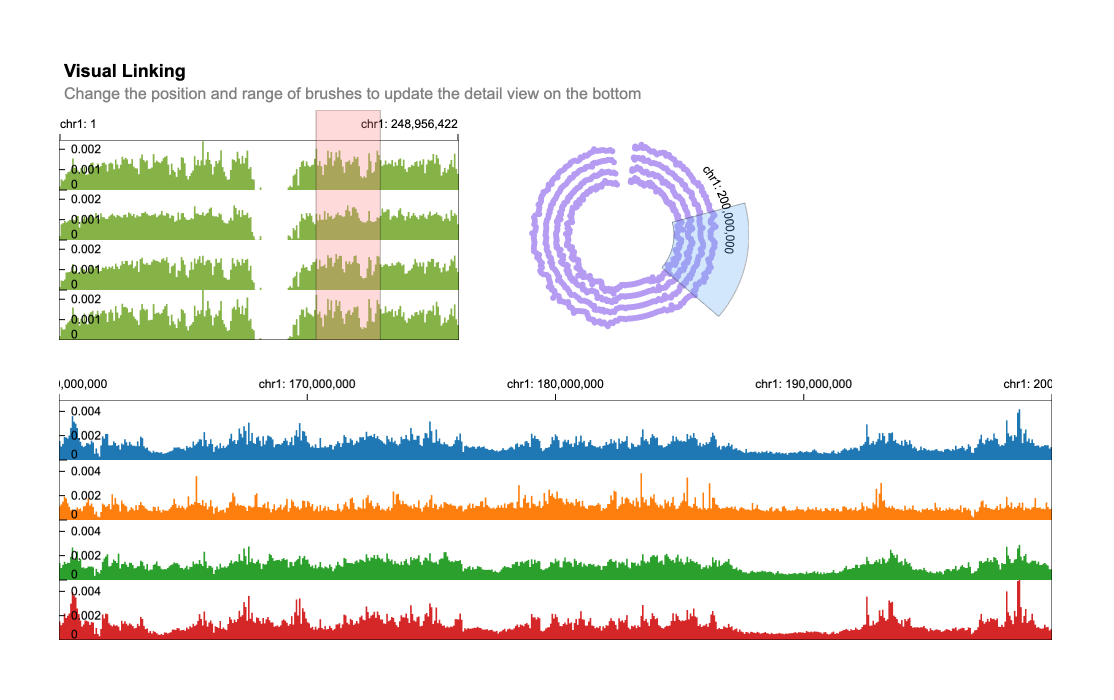 Visual Linking
Change the position and range of brushes to update the detail view on the bottom
chr1: 1
chr1: 248,956,422
0.002
0.001
0
0.002
0.001
0.002
0.001
0
0.002
0.001
0
chr1: 200,000,000
0,000,000
chr1: 170,000,000
chr1: 180,000,000
chr1: 190,000,000
chr1: 200
0.004
0.002
0
0.004
0.002
0
0.004
0.002
0
0.004
0.002
0